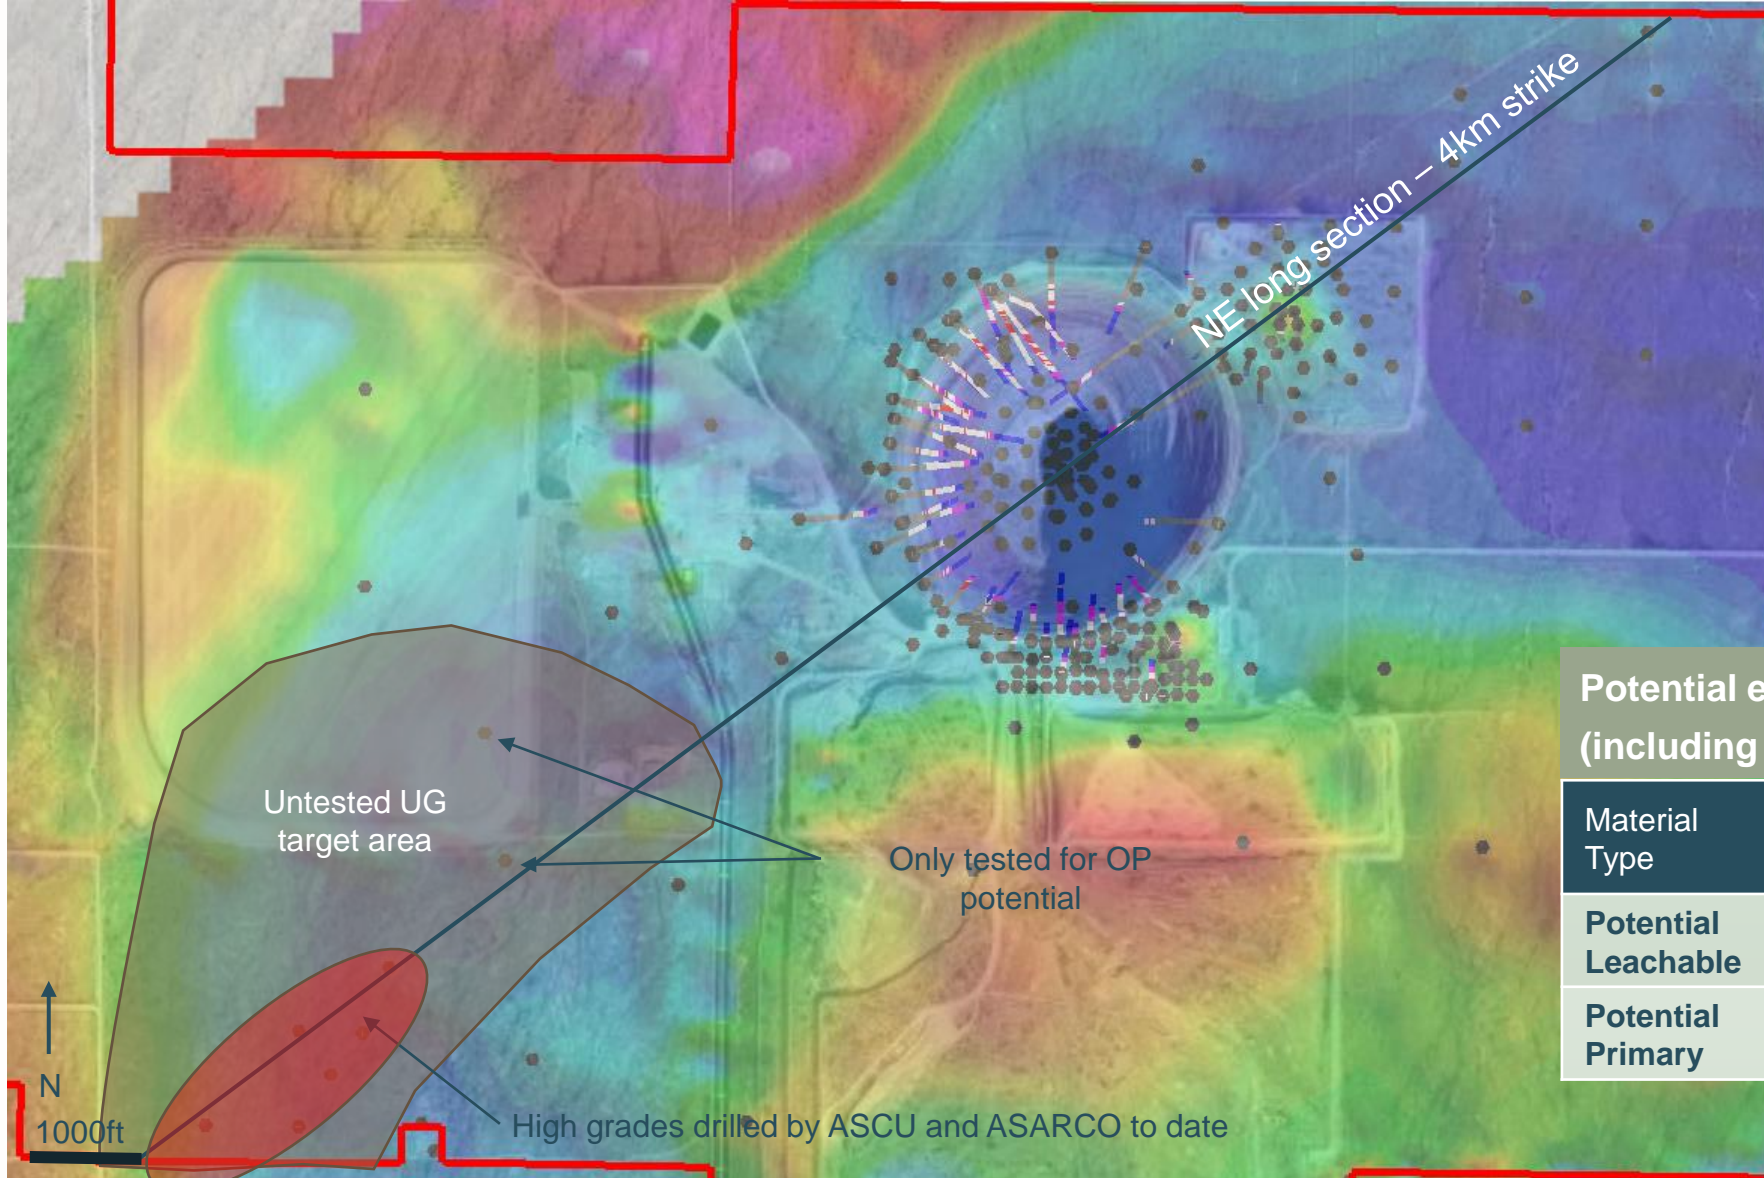 NE long section – 4km strike
Potential e
(including
Untested UG
target area
Material
Type
Only tested for OP
potential
Potential
Leachable
Potential
Primary
N
1000ft
High grades drilled by ASCU and ASARCO to date